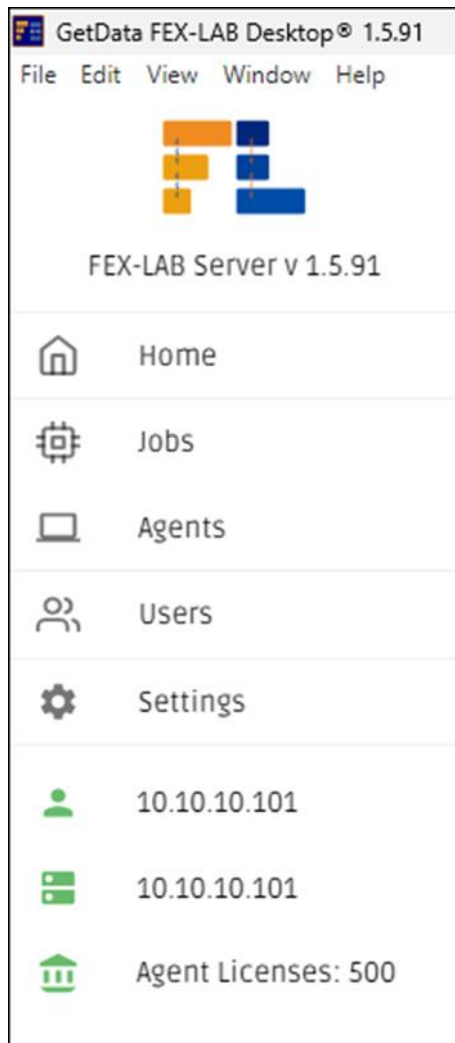 GetData FEX-LAB Desktop® 1.5.91
File Edit View Window Help
FEX-LAB Server v 1.5.91
Home
Jobs
Agents
Users
Settings
10.10.10.101
10.10.10.101
Agent Licenses: 500